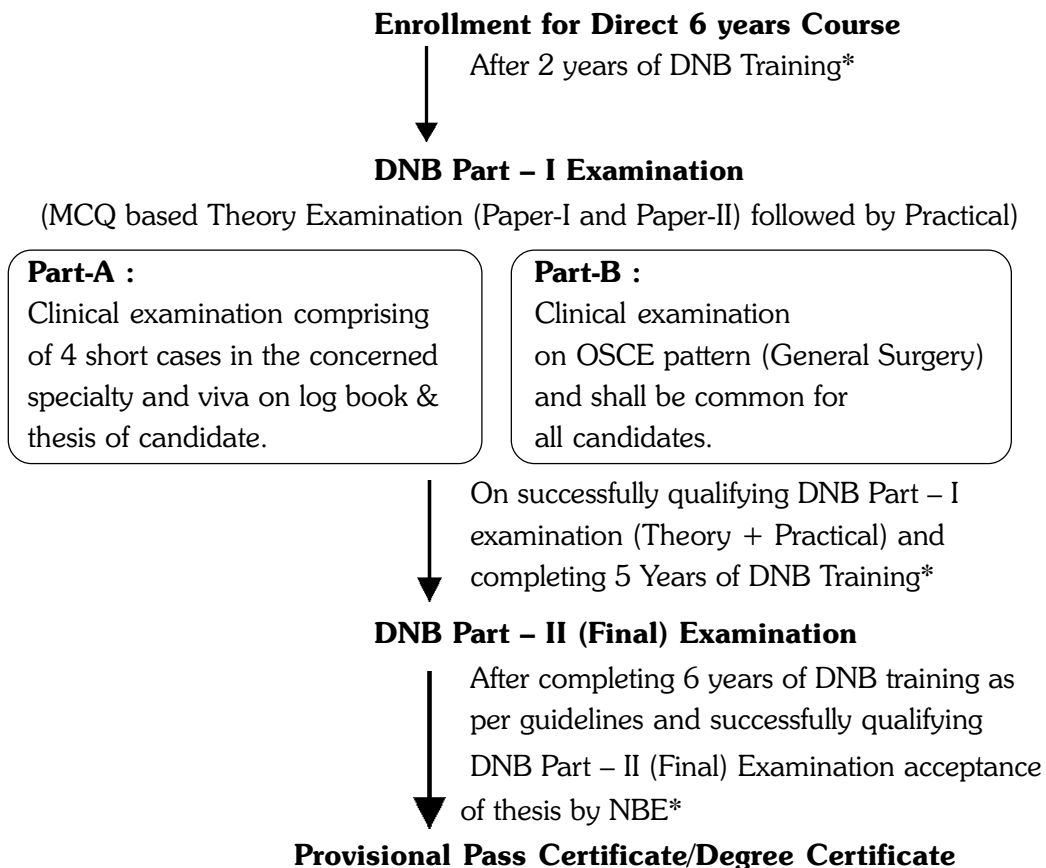 Enrollment for Direct 6 years Course
After 2 years of DNB Training*
DNB Part – I Examination
(MCQ based Theory Examination (Paper-I and Paper-II) followed by Practical)
Part-A :
Clinical examination comprising
of 4 short cases in the concerned
specialty and viva on log book &
thesis of candidate.
Part-B :
Clinical examination
on OSCE pattern (General Surgery)
and shall be common for
all candidates.
On successfully qualifying DNB Part – I
examination (Theory + Practical) and
completing 5 Years of DNB Training*
DNB Part – II (Final) Examination
After completing 6 years of DNB training as
per guidelines and successfully qualifying
DNB Part – II (Final) Examination acceptance
of thesis by NBE*
Provisional Pass Certificate/Degree Certificate